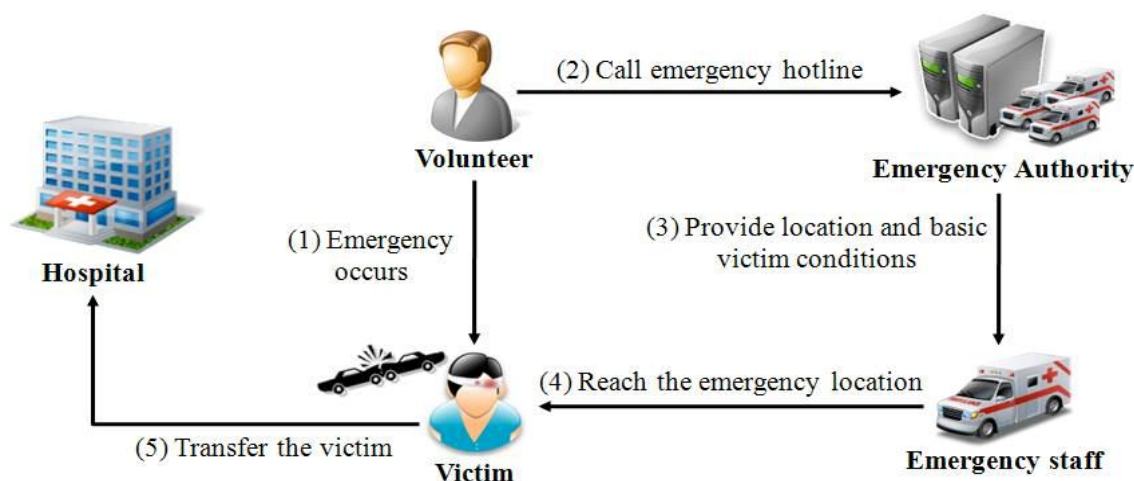 (2) Call emergency hotline
Volunteer
Emergency Authority
(1) Emergency
occurs
(3) Provide location and basic
victim conditions
Hospital
(4) Reach the emergency location
(5) Transfer the victim
Victim
Emergency staff